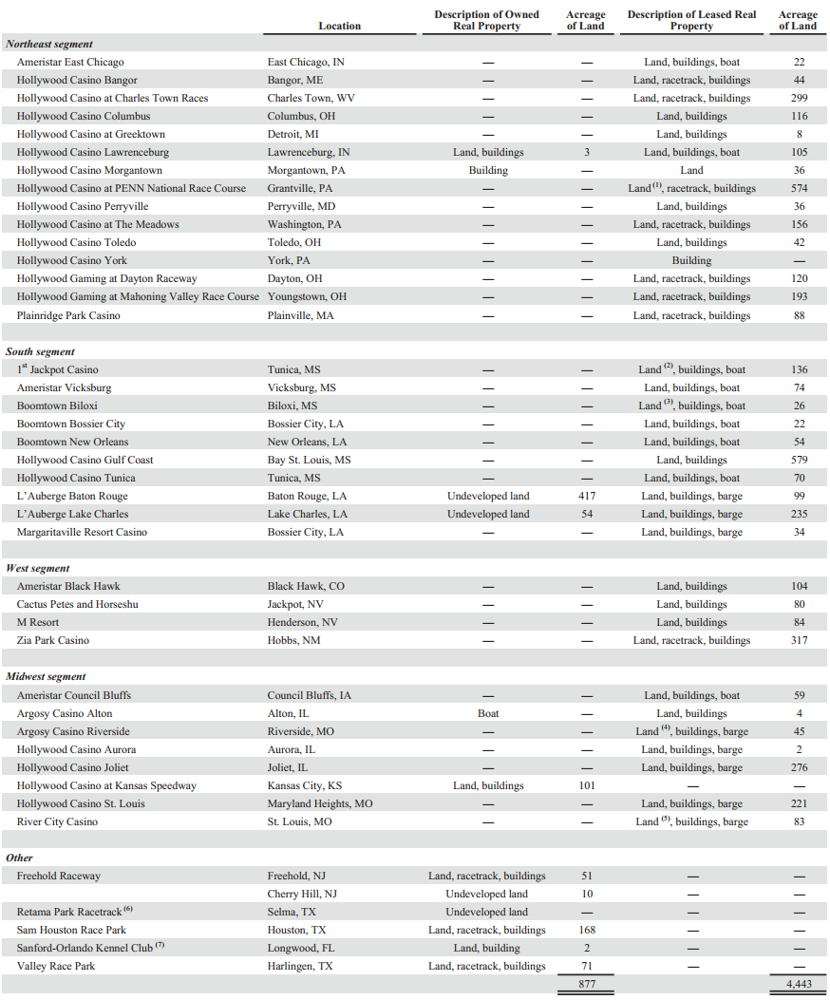 Location Description of Owned Real Property Acreage of Land Description of Leased Real Property Acreage of Land
Northeast segment
Ameristar East Chicago East Chicago, IN — — Land, buildings, boat 22
Hollywood Casino Bangor Bangor, ME — — Land, racetrack, buildings 44
Hollywood Casino at Charles Town Races Charles Town, WV — — Land, racetrack, buildings 299
Hollywood Casino Columbus Columbus, OH — — Land, buildings 116
Hollywood Casino at Greektown Detroit, MI — — Land, buildings 8
Hollywood Casino Lawrenceburg Lawrenceburg, IN Land, buildings 3 Land, buildings, boat 105
Hollywood Casino Morgantown Morgantown, PA Building — Land 36
Hollywood Casino at PENN National Race Course Grantville, PA — — Land (1), racetrack, buildings 574
Hollywood Casino Perryville Perryville, MD — — Land, buildings 36
Hollywood Casino at The Meadows Washington, PA — — Land, racetrack, buildings 156
Hollywood Casino Toledo Toledo, OH — — Land, buildings 42
Hollywood Casino York York, PA — — Building —
Hollywood Gaming at Dayton Raceway Dayton, OH — — Land, racetrack, buildings 120
Hollywood Gaming at Mahoning Valley Race Course Youngstown, OH — — Land, racetrack, buildings 193
Plainridge Park Casino Plainville, MA — — Land, racetrack, buildings 88
South segment
1st Jackpot Casino Tunica, MS — — Land (2), buildings, boat 136
Ameristar Vicksburg Vicksburg, MS — — Land, buildings, boat 74
Boomtown Biloxi Biloxi, MS — — Land (3), buildings, boat 26
Boomtown Bossier City Bossier City, LA — — Land, buildings, boat 22
Boomtown New Orleans New Orleans, LA — — Land, buildings, boat 54
Hollywood Casino Gulf Coast Bay St. Louis, MS — — Land, buildings 579
Hollywood Casino Tunica Tunica, MS — — Land, buildings, boat 70
L'Auberge Baton Rouge Baton Rouge, LA Undeveloped land 417 Land, buildings, barge 99
L'Auberge Lake Charles Lake Charles, LA Undeveloped land 54 Land, buildings, barge 235
Margaritaville Resort Casino Bossier City, LA — — Land, buildings, barge 34
West segment
Ameristar Black Hawk Black Hawk, CO — — Land, buildings 104
Cactus Petes and Horseshu Jackpot, NV — — Land, buildings 80
M Resort Henderson, NV — — Land, buildings 84
Zia Park Casino Hobbs, NM — — Land, racetrack, buildings 317
Midwest segment
Ameristar Council Bluffs Council Bluffs, IA — — Land, buildings, boat 59
Argosy Casino Alton Alton, IL Boat — Land, buildings 4
Argosy Casino Riverside Riverside, MO — — Land (4), buildings, barge 45
Hollywood Casino Aurora Aurora, IL — — Land, buildings, barge 2
Hollywood Casino Joliet Joliet, IL — — Land, buildings, barge 276
Hollywood Casino at Kansas Speedway Kansas City, KS Land, buildings 101 — —
Hollywood Casino St. Louis Maryland Heights, MO — — Land, buildings, barge 221
River City Casino St. Louis, MO — — Land (5), buildings, barge 83
Other
Freehold Raceway Freehold, NJ Land, racetrack, buildings 51 — —
Cherry Hill, NJ Undeveloped land 10 — —
Retama Park Racetrack (6) Selma, TX Undeveloped land — — —
Sam Houston Race Park Houston, TX Land, racetrack, buildings 168 — —
Sanford-Orlando Kennel Club (7) Longwood, FL Land, building 2 — —
Valley Race Park Harlingen, TX Land, racetrack, buildings 71 — —
877 4,443